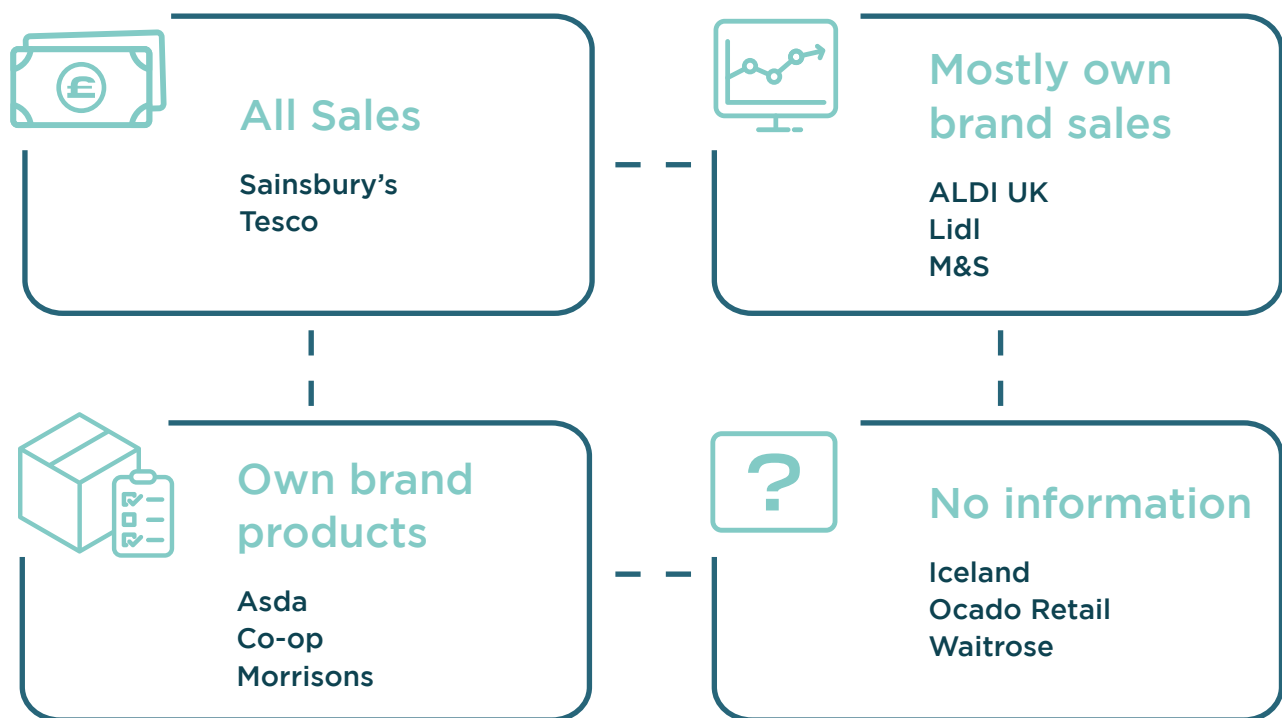 £
All Sales
Sainsbury’s
Tesco
Mostly own
brand sales
ALDI UK
Lidl
M&S
Own brand
products
Asda
Co-op
Morrisons
?
No information
Iceland
Ocado Retail
Waitrose